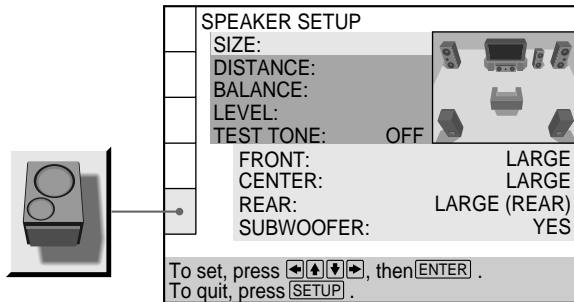 SPEAKER SETUP
SIZE:
DISTANCE:
BALANCE:
LEVEL:
TEST TONE: OFF
FRONT: LARGE
CENTER: LARGE
REAR: LARGE (REAR)
SUBWOOFER: YES
To set, press ←↑↓→, then ENTER .
To quit, press SETUP .